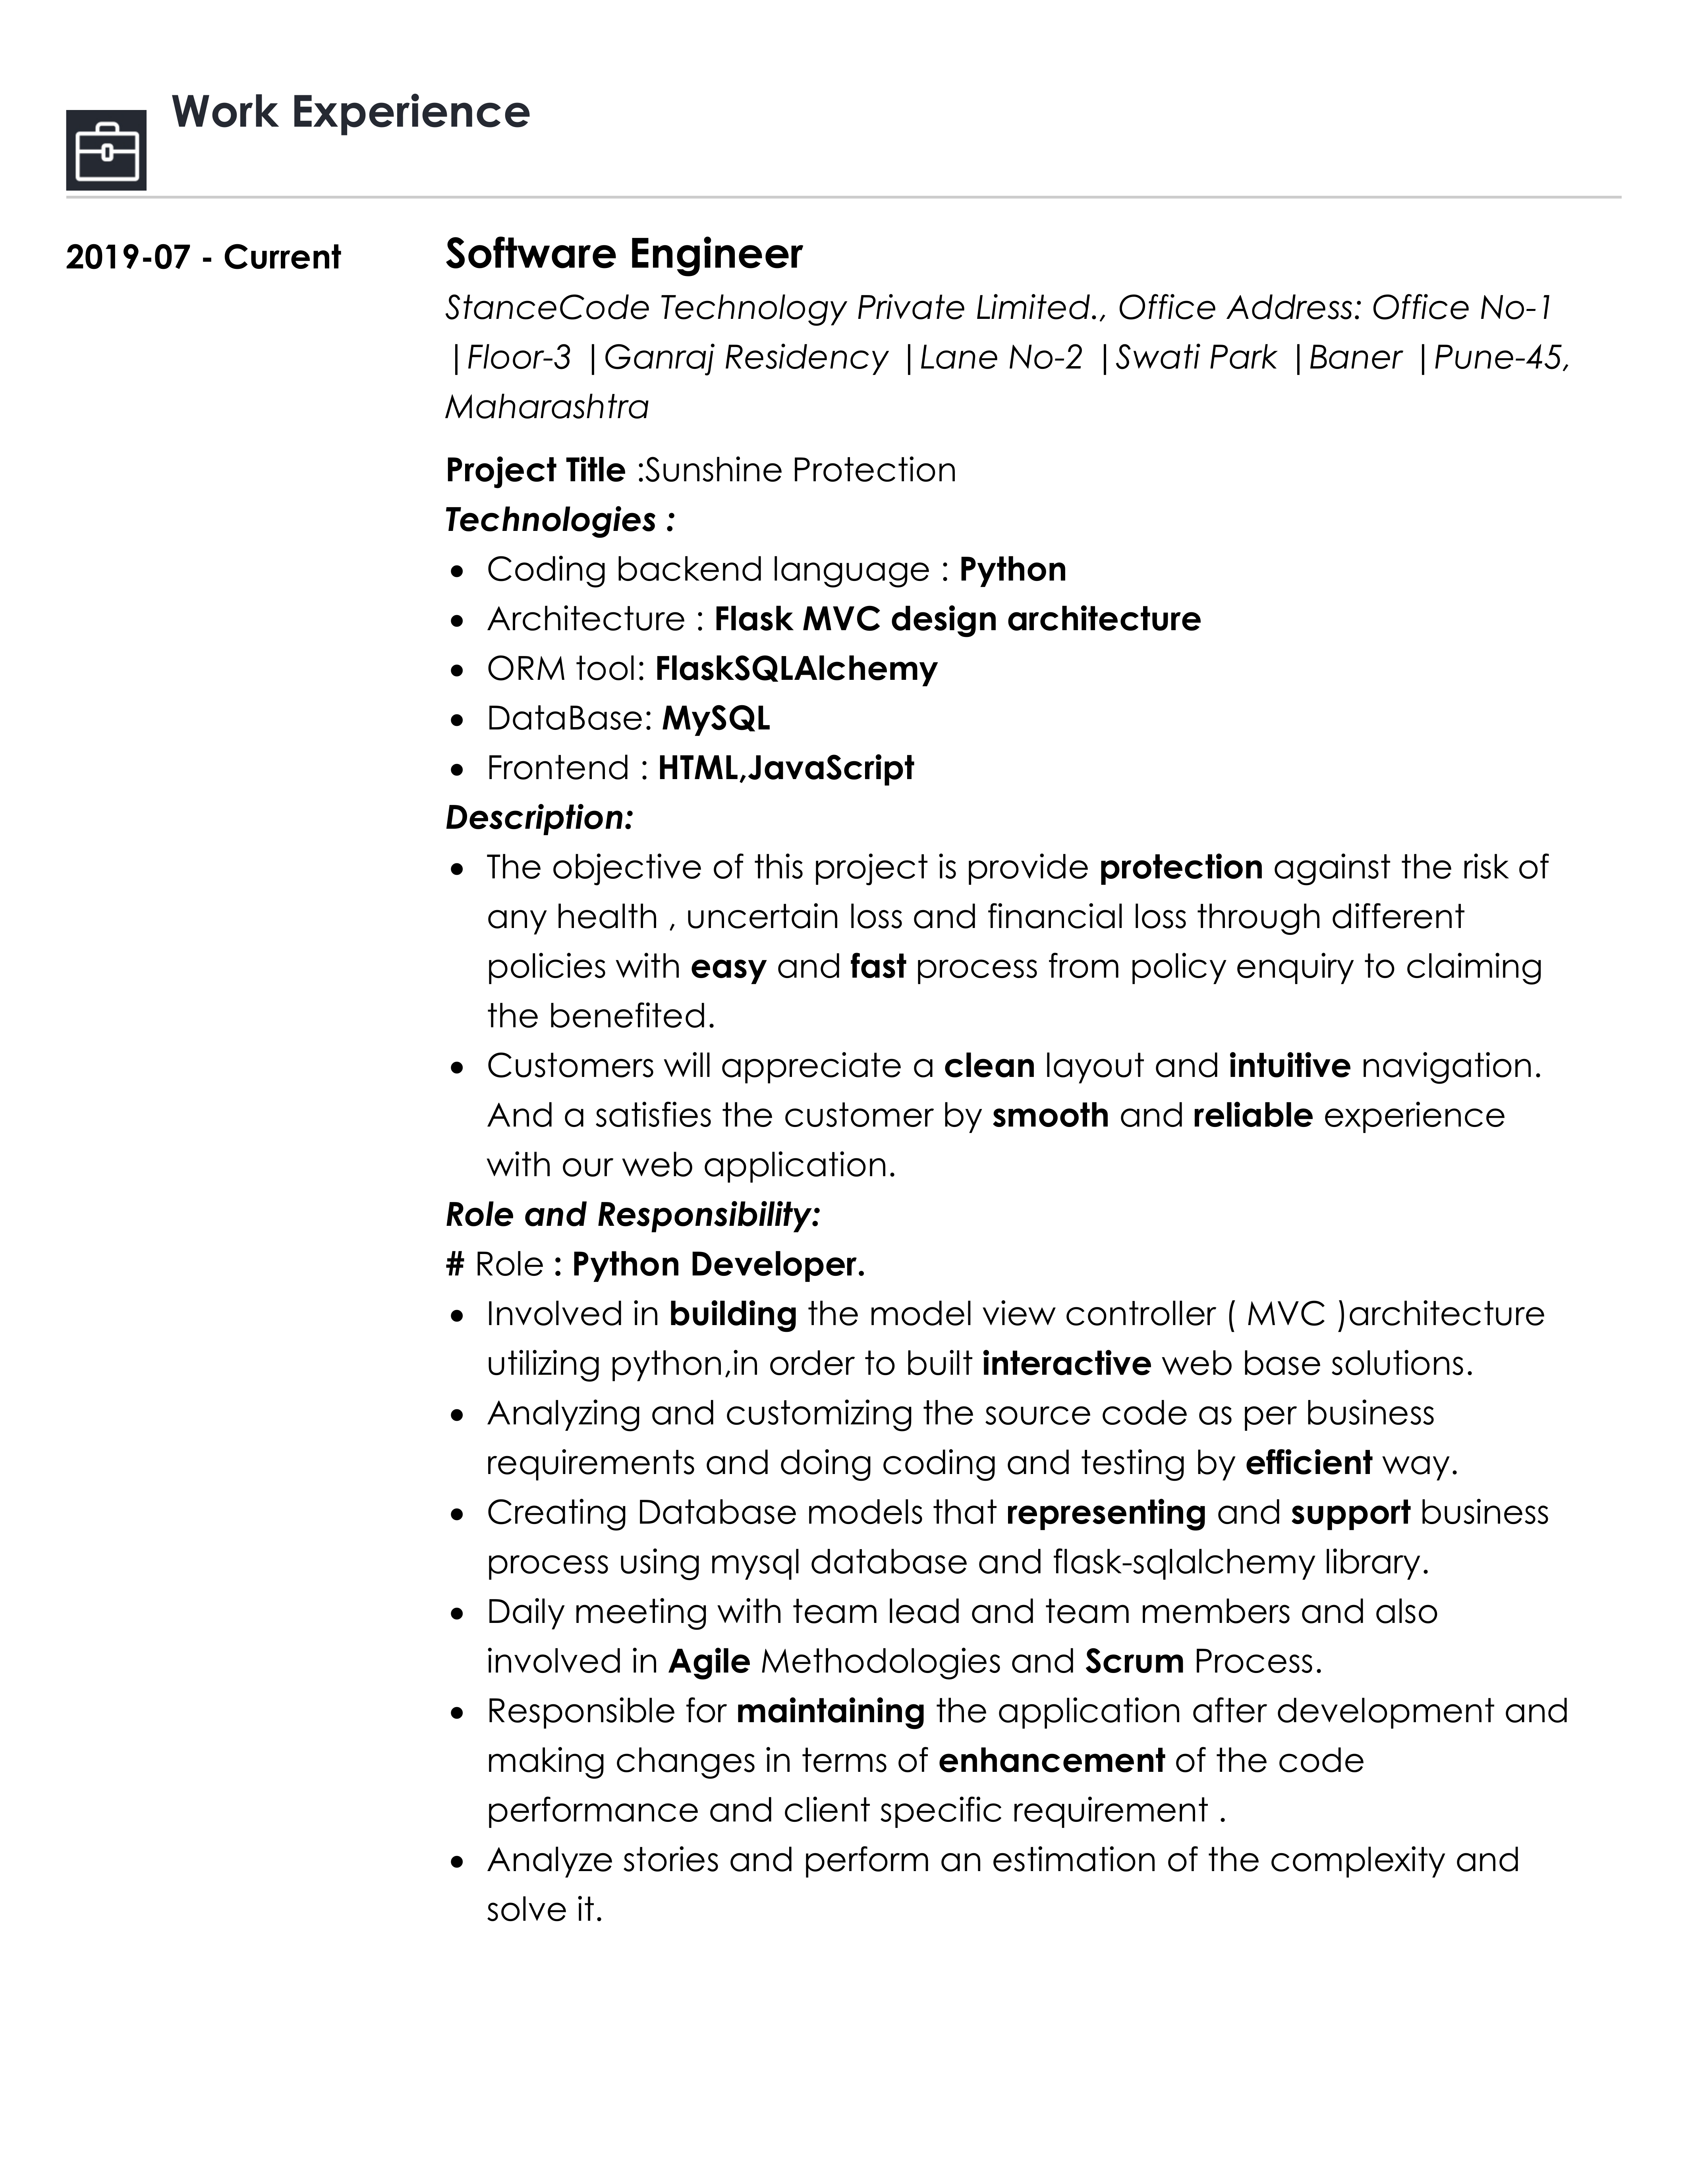 Work Experience
2019-07 - Current
Software Engineer
StanceCode Technology Private Limited., Office Address: Office No-1
|Floor-3 |Ganraj Residency |Lane No-2 |Swati Park |Baner |Pune-45,
Maharashtra
Project Title :Sunshine Protection
Technologies :
• Coding backend language : Python
• Architecture : Flask MVC design architecture
• ORM tool: FlaskSQLAlchemy
• DataBase: MySQL
• Frontend : HTML,JavaScript
Description:
• The objective of this project is provide protection against the risk of
any health , uncertain loss and financial loss through different
policies with easy and fast process from policy enquiry to claiming
the benefited.
• Customers will appreciate a clean layout and intuitive navigation.
And a satisfies the customer by smooth and reliable experience
with our web application.
Role and Responsibility:
# Role : Python Developer.
• Involved in building the model view controller ( MVC )architecture
utilizing python,in order to built interactive web base solutions.
• Analyzing and customizing the source code as per business
requirements and doing coding and testing by efficient way.
• Creating Database models that representing and support business
process using mysql database and flask-sqlalchemy library.
• Daily meeting with team lead and team members and also
involved in Agile Methodologies and Scrum Process.
• Responsible for maintaining the application after development and
making changes in terms of enhancement of the code
performance and client specific requirement .
• Analyze stories and perform an estimation of the complexity and
solve it.